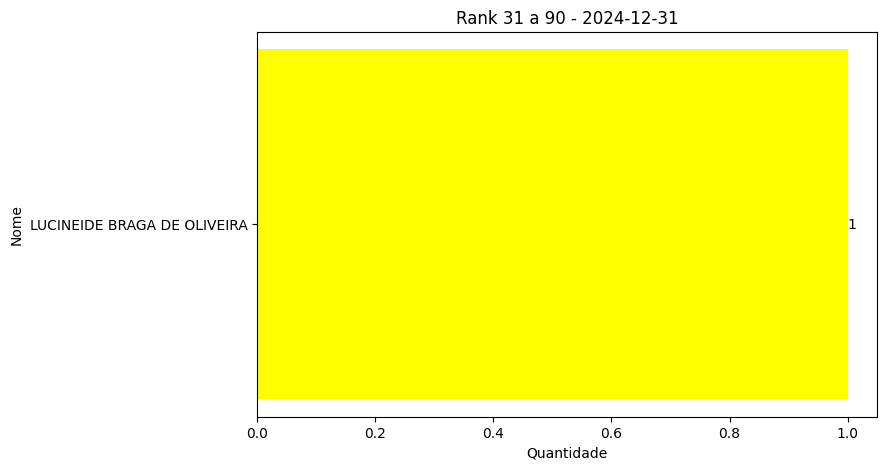 Rank 31 a 90 - 2024-12-31
Nome
LUCINEIDE BRAGA DE OLIVEIRA
1
0.0 0.2 0.4 0.6 0.8 1.0
Quantidade